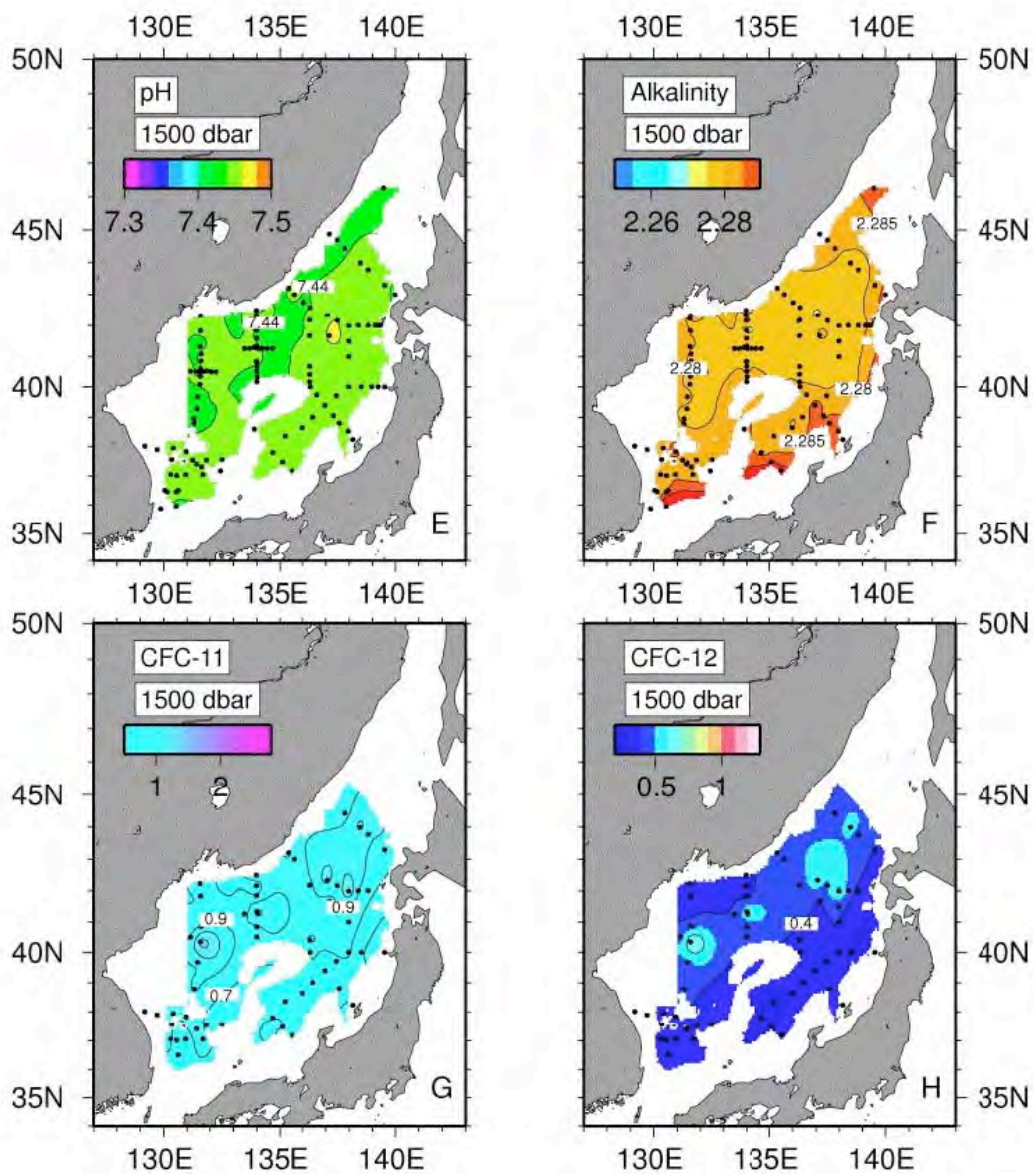 130E 135E 140E 130E 135E 140E
50N 50N
pH Alkalinity
1500 dbar 1500 dbar
7.3 7.4 7.5 2.26 2.28
45N 45N
2.285
7.44
7.44
2.28 2.28
40N 40N
2.285
35N E F 35N
130E 135E 140E 130E 135E 140E
50N 50N
CFC-11 CFC-12
1500 dbar 1500 dbar
1 2 0.5 1
45N 45N
0.9 0.9 0.4
40N 40N
0.7
35N G H 35N
130E 135E 140E 130E 135E 140E